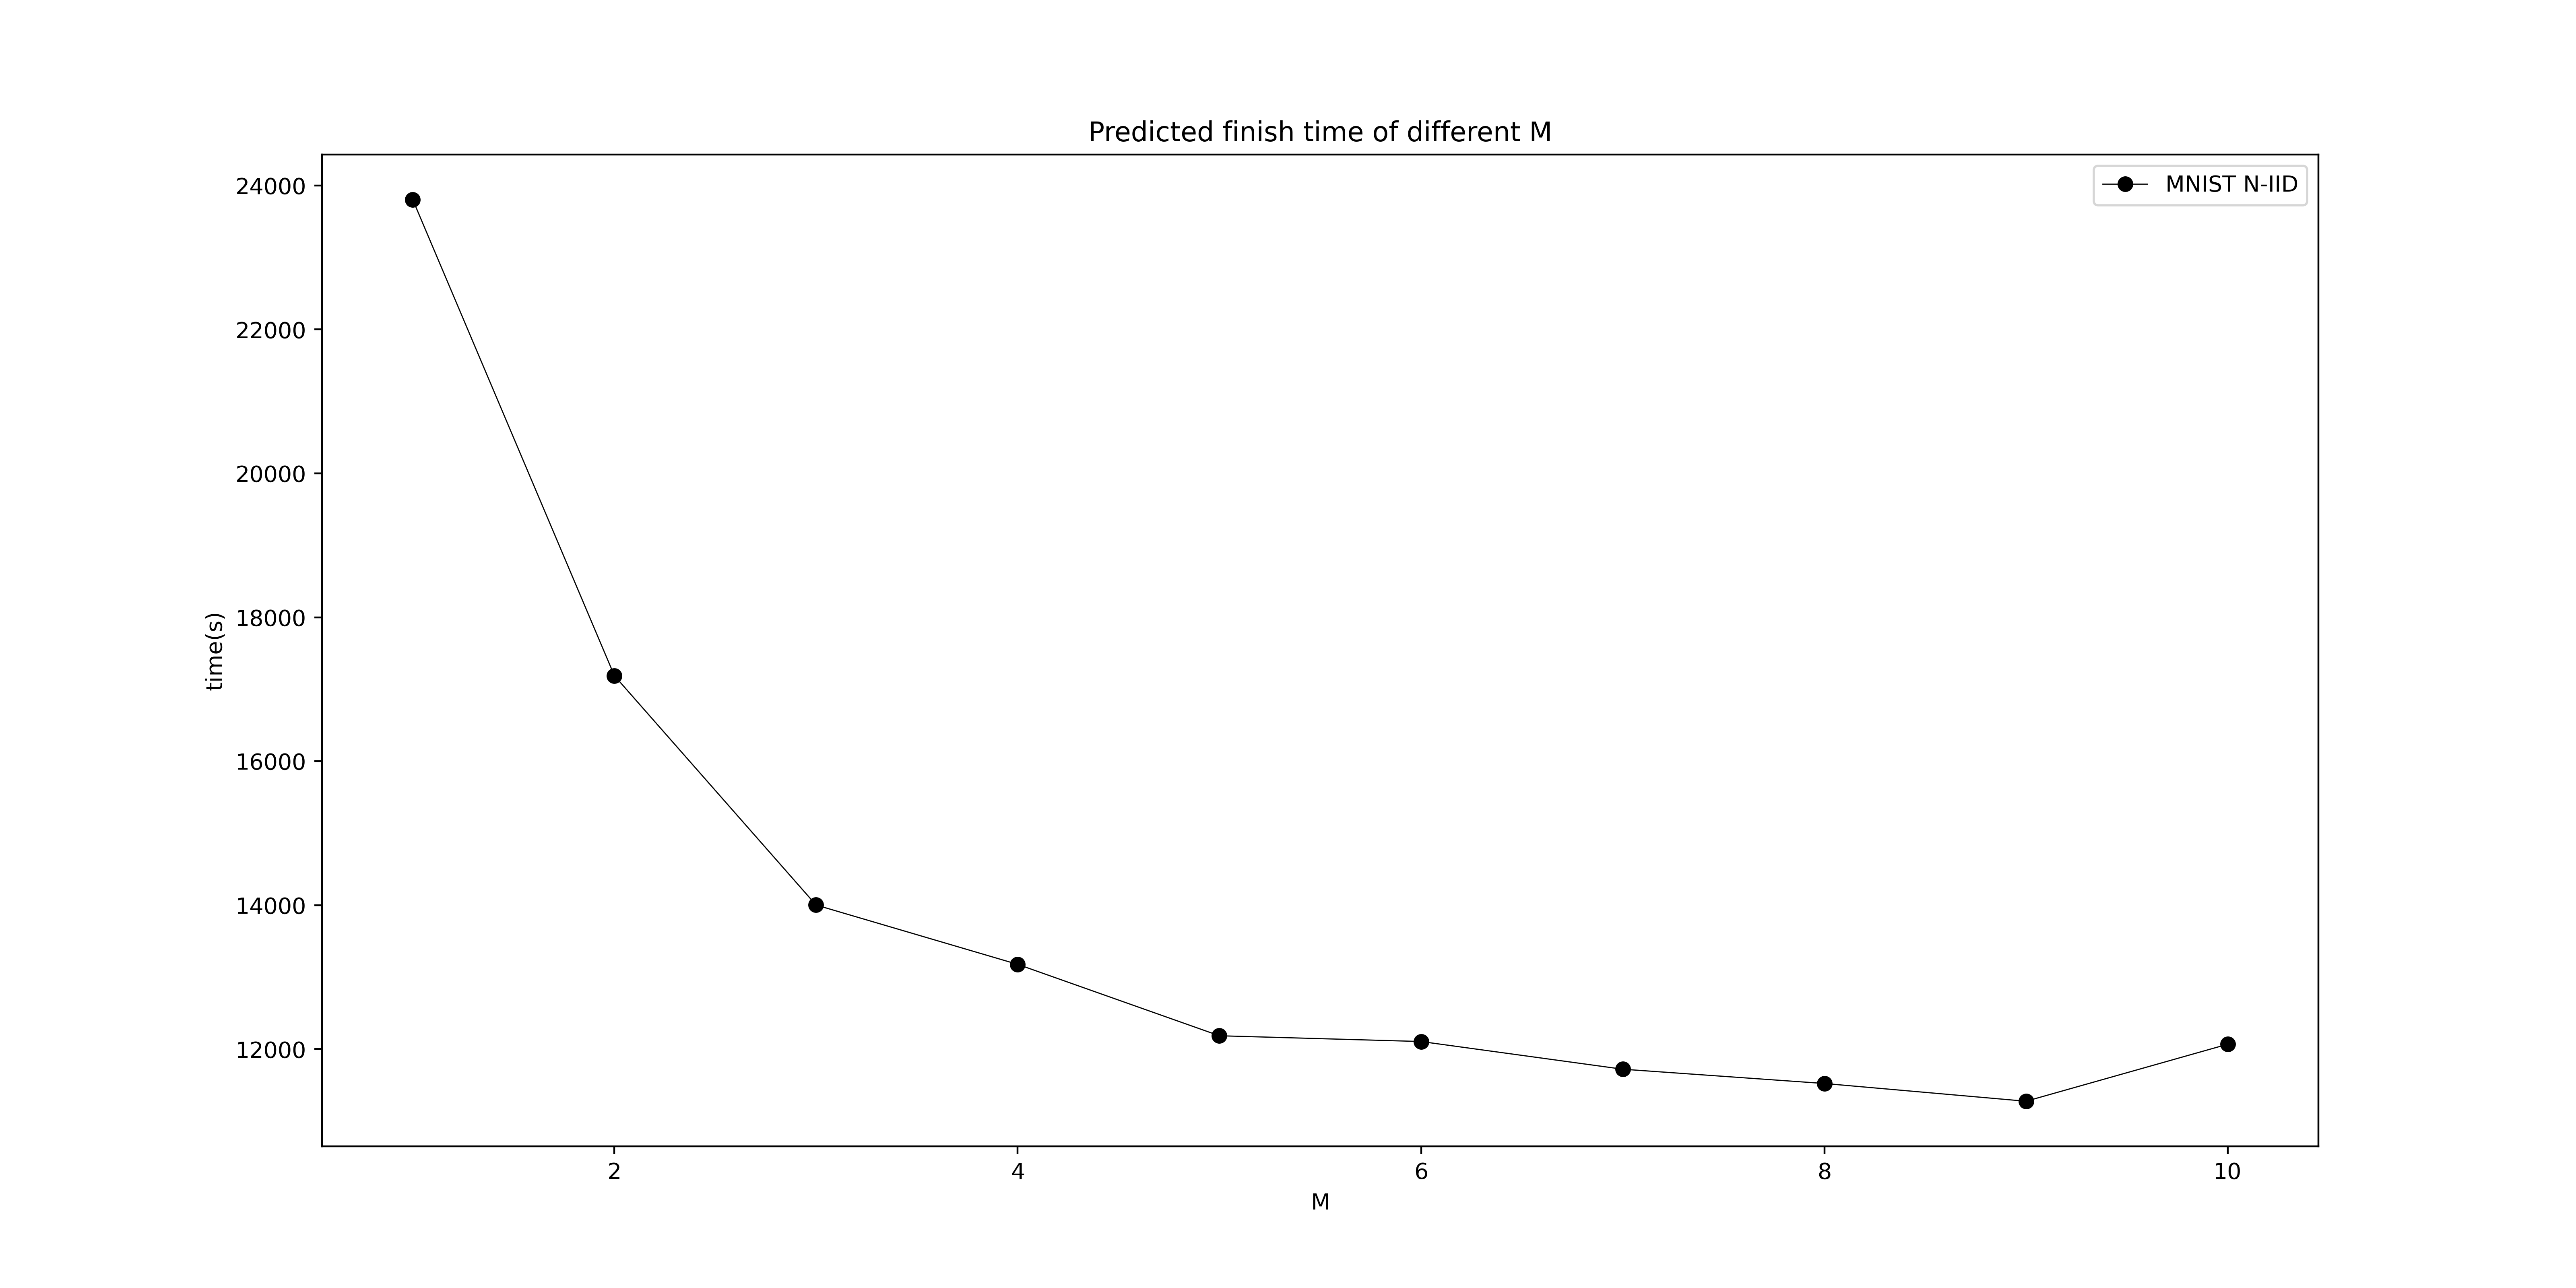 Predicted finish time of different M
MNIST N-IID
24000
22000
20000
18000
16000
14000
12000
time(s)
2 4 6 8 10
M